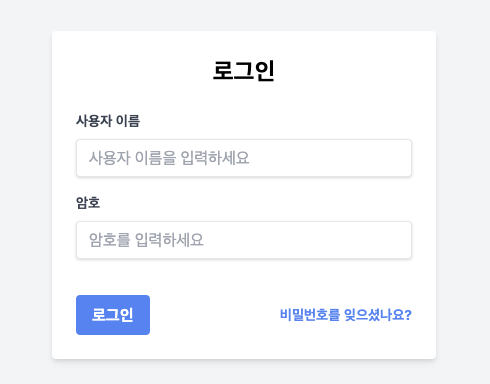 로그인
사용자 이름
사용자 이름을 입력하세요
암호
암호를 입력하세요
로그인
비밀번호를 잊으셨나요?